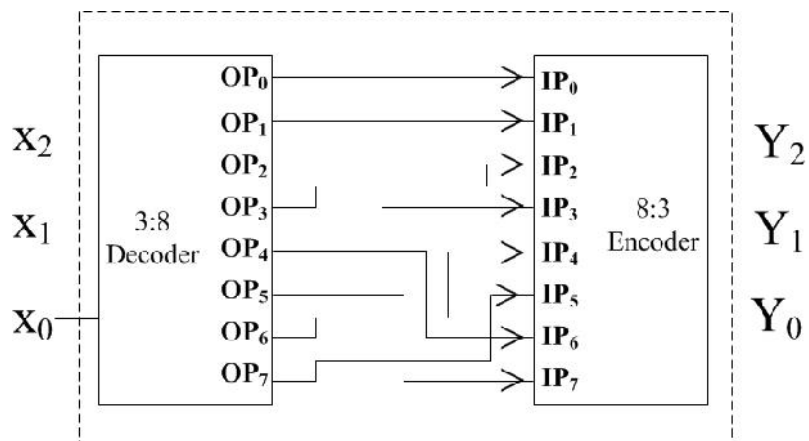 OP₀
IP₀
OP₁
IP₁
X₂
Y₂
OP₂
IP₂
OP₃
IP₃
3:8
Decoder
8:3
Encoder
X₁
Y₁
OP₄
IP₄
OP₅
IP₅
X₀
Y₀
OP₆
IP₆
OP₇
IP₇